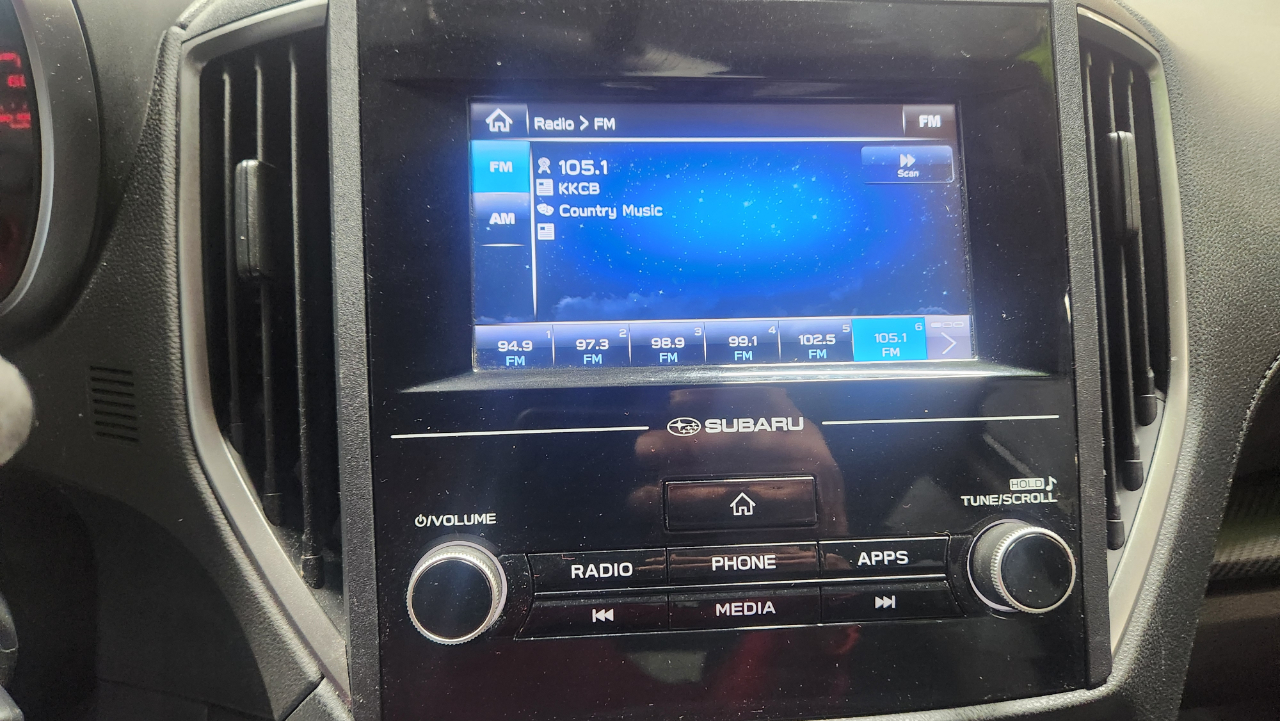 Radio > FM
FM
FM
105.1
Scan
KKCB
AM
Country Music
1
2
3
4
5
6
94.9
97.3
98.9
99.1
102.5
105.1
FM
FM
FM
FM
FM
FM
SUBARU
HOLD
TUNE/SCROLL
/VOLUME
RADIO
PHONE
APPS
MEDIA